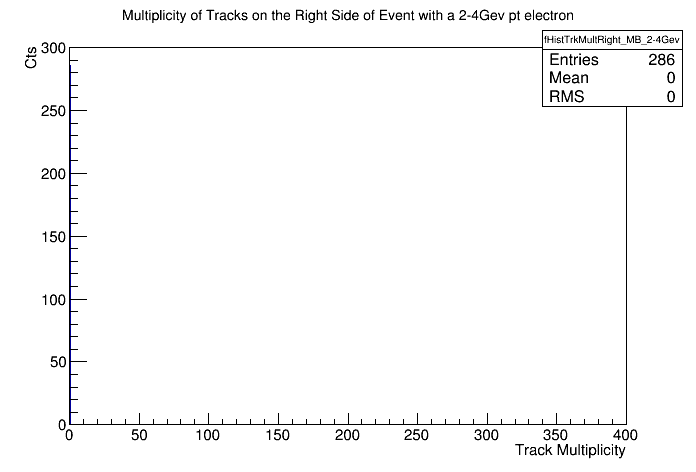 Multiplicity of Tracks on the Right Side of Event with a 2-4Gev pt electron
fHistTrkMultRight_MB_2-4Gev
Entries 286
Mean 0
RMS 0
Cts
300
250
200
150
100
50
0
0 50 100 150 200 250 300 350 400
Track Multiplicity